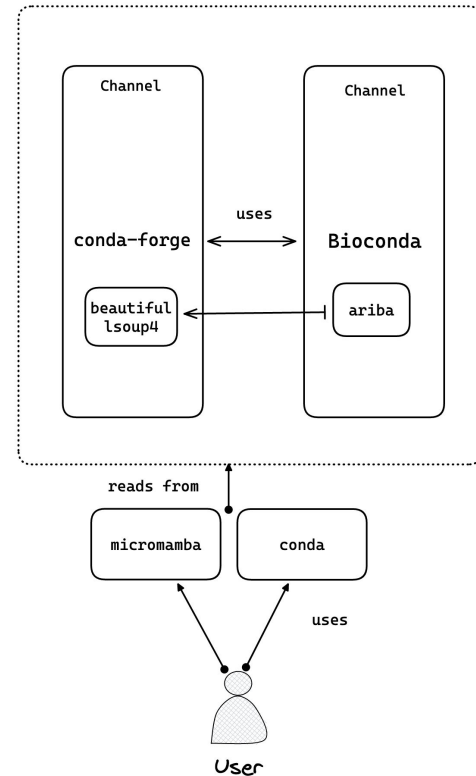 Channel
Channel
uses
conda-forge
Bioconda
beautiful
lsoup4
ariba
reads from
micromamba
conda
uses
User